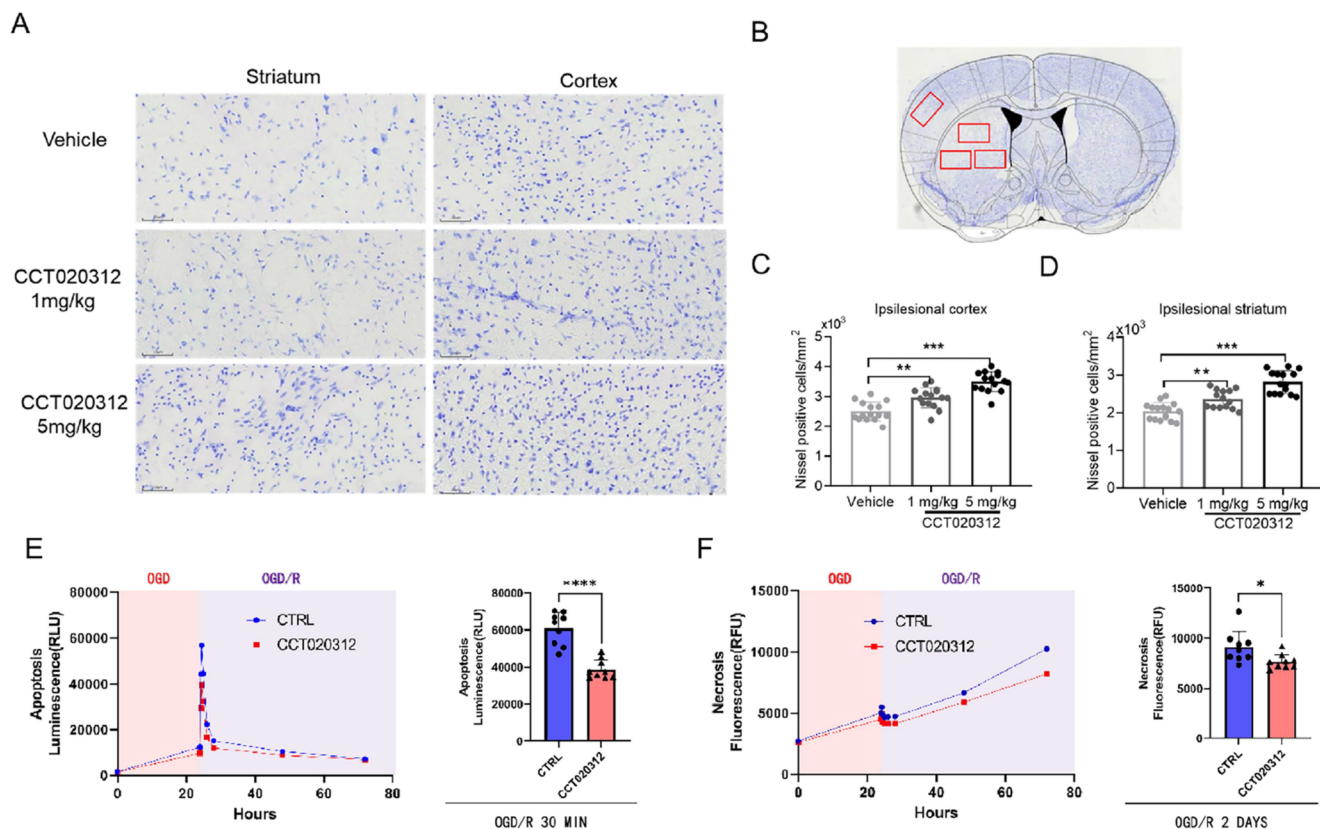 A
Striatum
Cortex
Vehicle
CCT020312
1mg/kg
CCT020312
5mg/kg
B
C
Ipsilesional cortex
×10³
Nissel positive cells/mm²
5
4
3
2
1
0
**
***
Vehicle
1 mg/kg
5 mg/kg
CCT020312
D
Ipsilesional striatum
×10³
Nissel positive cells/mm²
4
3
2
1
0
**
***
Vehicle
1 mg/kg
5 mg/kg
CCT020312
E
OGD
OGD/R
Apoptosis
Luminescence(RLU)
80000
60000
40000
20000
0
CTRL
CCT020312
0
20
40
60
80
Hours
Apoptosis
Luminescence(RLU)
80000
60000
40000
20000
0
****
CTRL
CCT020312
OGD/R 30 MIN
F
OGD
OGD/R
Necrosis
Fluorescence(RFU)
15000
10000
5000
0
CTRL
CCT020312
0
20
40
60
80
Hours
Necrosis
Fluorescence(RFU)
15000
10000
5000
0
*
CTRL
CCT020312
OGD/R 2 DAYS